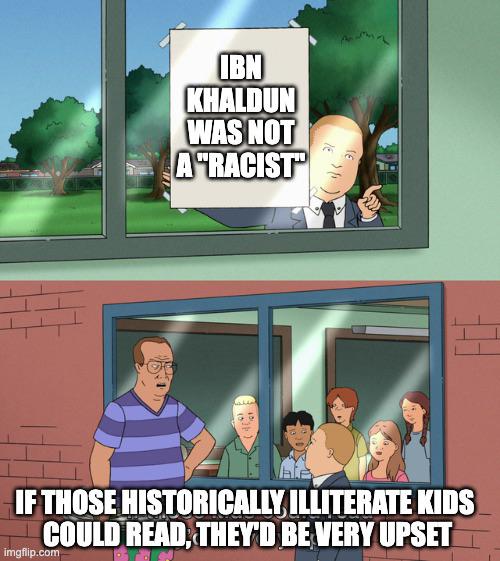 IBN
KHALDUN
WAS NOT
A "RACIST"
IF THOSE HISTORICALLY ILLITERATE KIDS
COULD READ, THEY'D BE VERY UPSET
imgflip.com